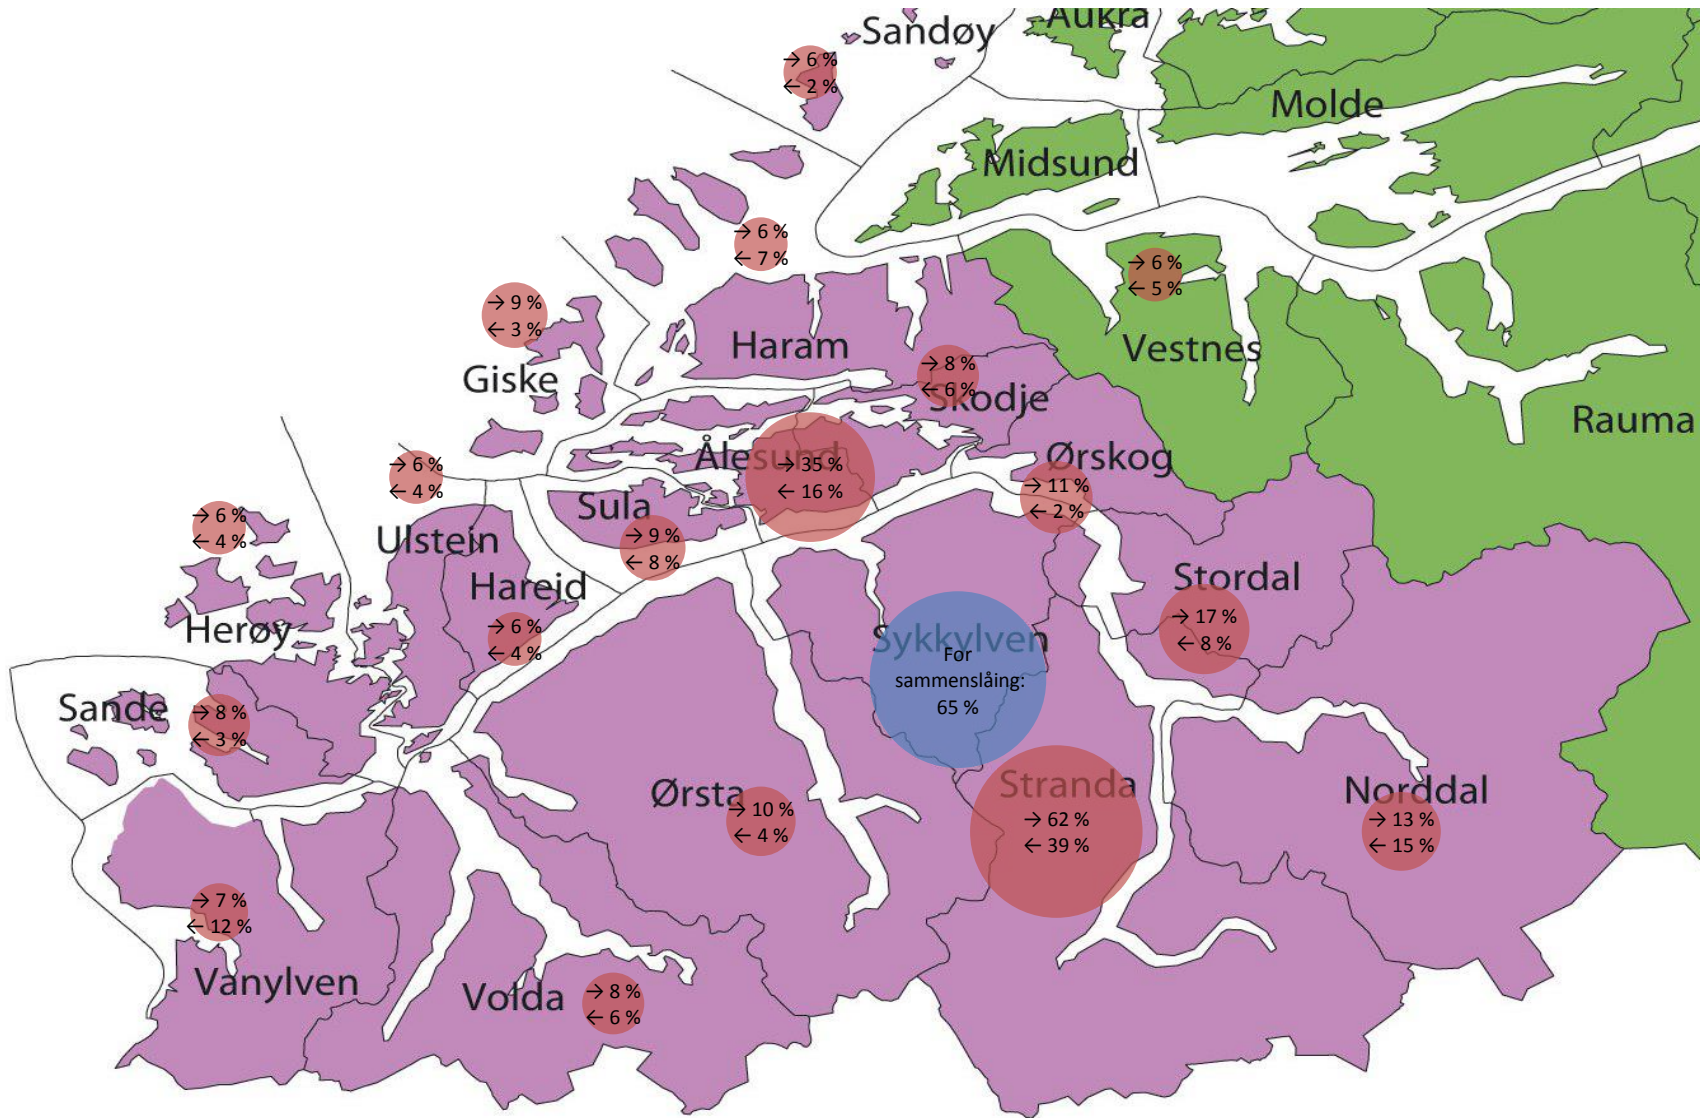 Sandøy
Aukra
→ 6 %
← 2 %
Molde
Midsund
→ 6 %
← 7 %
→ 6 %
← 5 %
→ 9 %
← 3 %
Haram
Vestnes
Giske
→ 8 %
← 6 %
Skodje
Rauma
Ålesund
→ 35 %
← 16 %
Ørskog
→ 11 %
← 2 %
→ 6 %
← 4 %
Sula
→ 9 %
← 8 %
→ 6 %
← 4 %
Ulstein
Hareid
→ 6 %
← 4 %
Stordal
→ 17 %
← 8 %
Herøy
Sykkylven
For
sammenslåing:
65 %
Sande
→ 8 %
← 3 %
Ørsta
→ 10 %
← 4 %
Stranda
→ 62 %
← 39 %
Norddal
→ 13 %
← 15 %
→ 7 %
← 12 %
Vanylven
Volda
→ 8 %
← 6 %